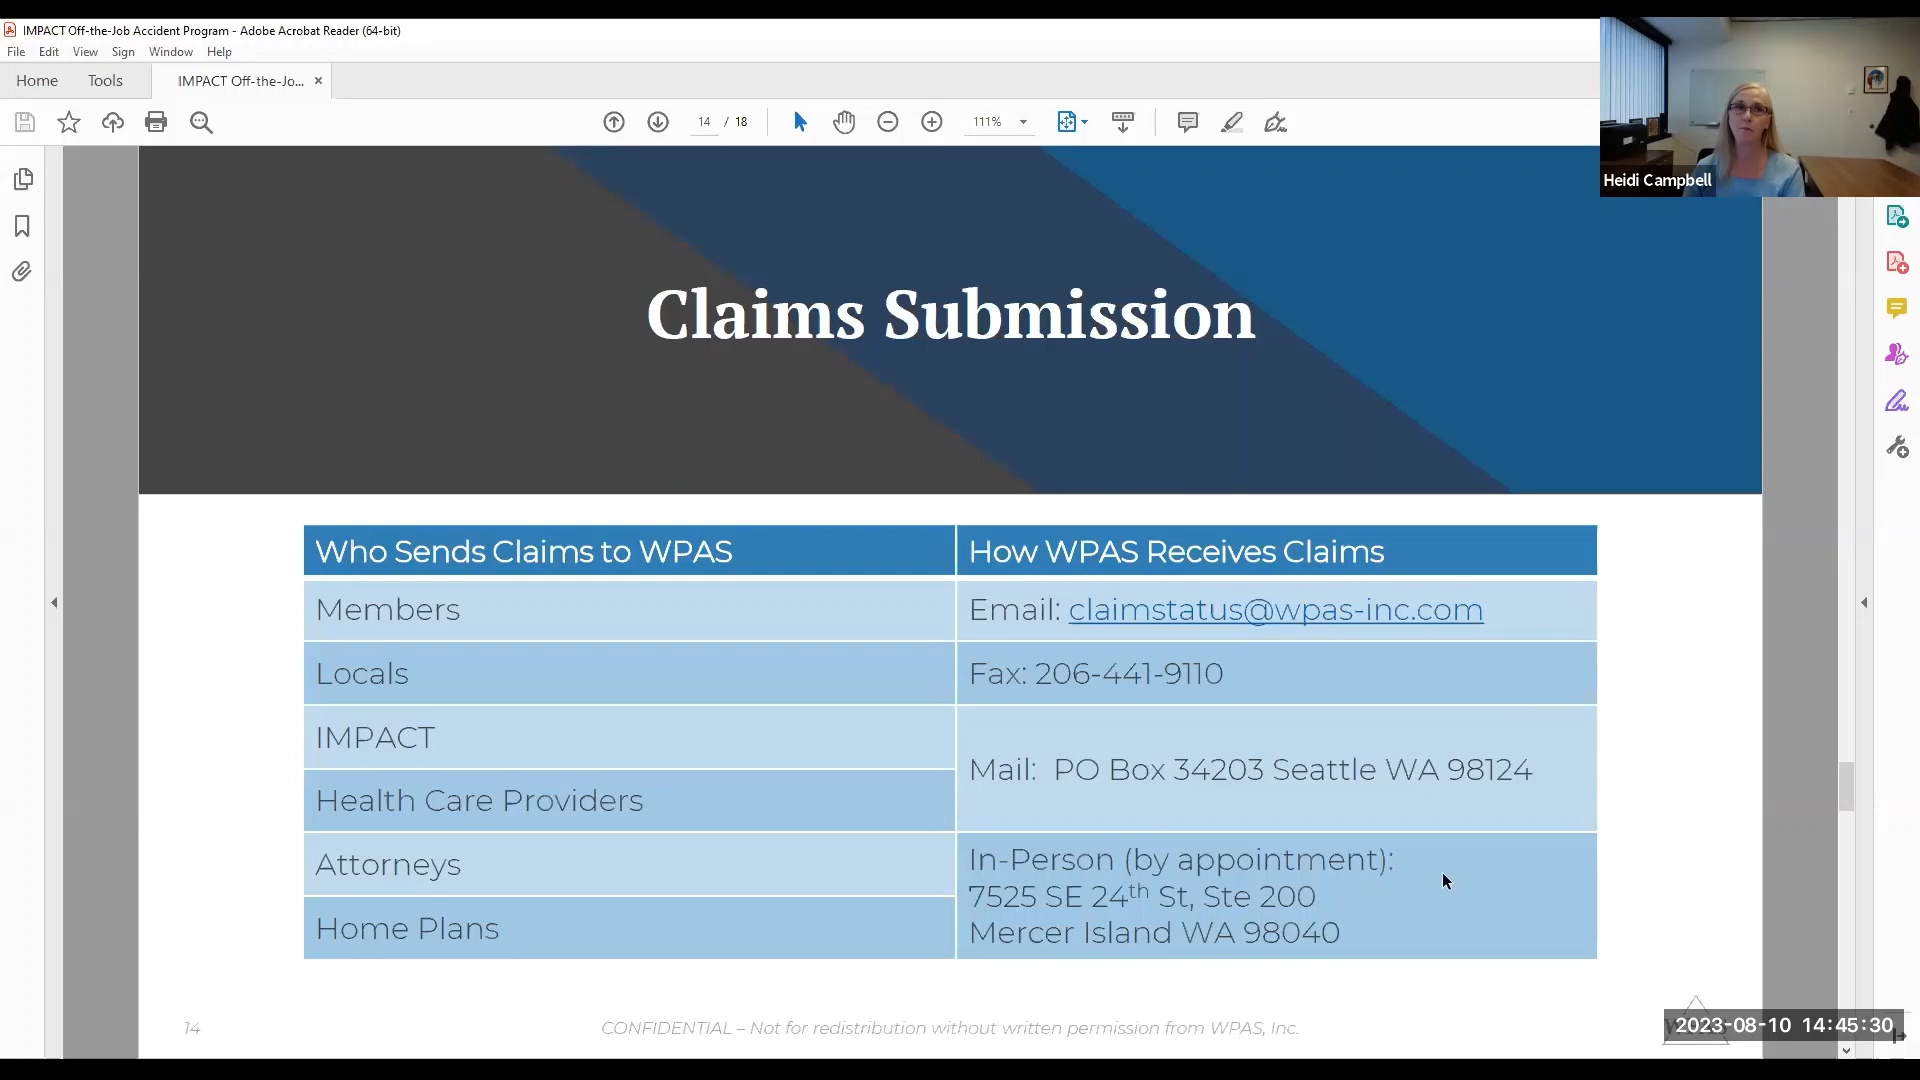 IMPACT Off-the-Job Accident Program - Adobe Acrobat Reader (64-bit)
File Edit View Sign Window Help
Home Tools IMPACT Off-the-Jo... ×
14 / 18 111%
Heidi Campbell
Claims Submission
Who Sends Claims to WPAS
How WPAS Receives Claims
Members
Email: claimstatus@wpas-inc.com
Locals
Fax: 206-441-9110
IMPACT
Mail: PO Box 34203 Seattle WA 98124
Health Care Providers
Attorneys
In-Person (by appointment):
7525 SE 24th St, Ste 200
Mercer Island WA 98040
Home Plans
14
CONFIDENTIAL – Not for redistribution without written permission from WPAS, Inc.
2023-08-10 14:45:30